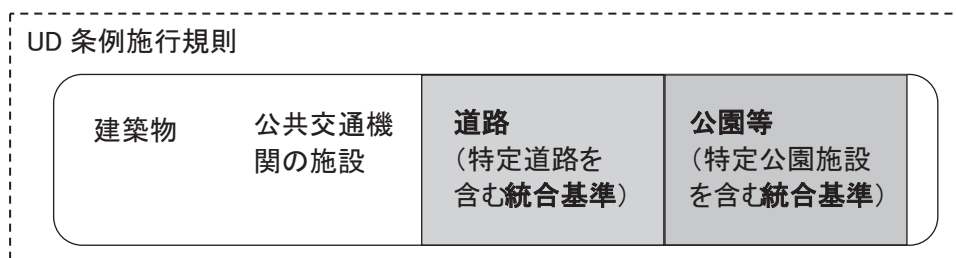 UD 条例施行規則
建築物
公共交通機
関の施設
道路
（特定道路を
含む統合基準）
公園等
（特定公園施設
を含む統合基準）